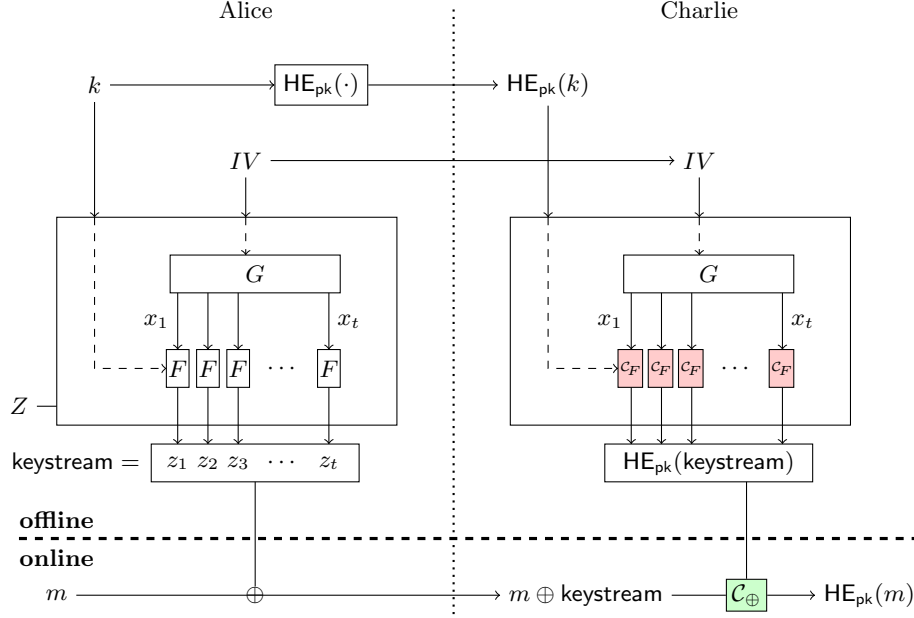 Alice Charlie
k HE_pk(·) HE_pk(k)
IV IV
G G
x_1 x_t x_1 x_t
F F F ··· F C_F C_F C_F ··· C_F
Z
keystream = z_1 z_2 z_3 ··· z_t HE_pk(keystream)
offline
online
m ⊕ m ⊕ keystream C_⊕ HE_pk(m)